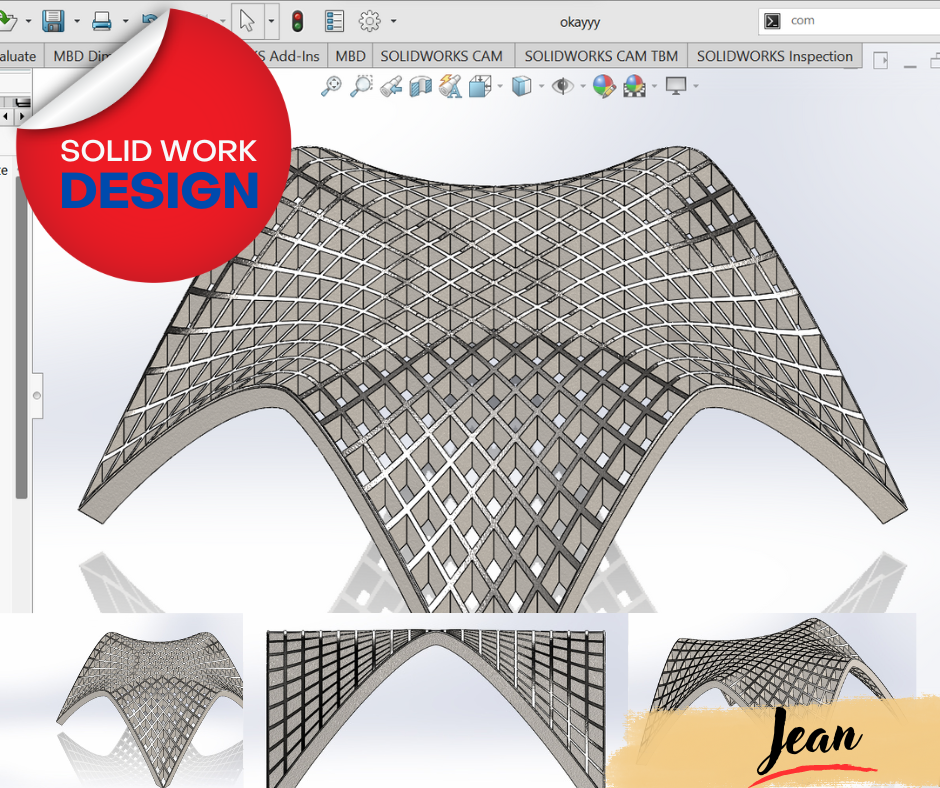 okayyy
com
aluate
MBD Dim
S Add-Ins
MBD
SOLIDWORKS CAM
SOLIDWORKS CAM TBM
SOLIDWORKS Inspection
SOLID WORK
DESIGN
te
Jean